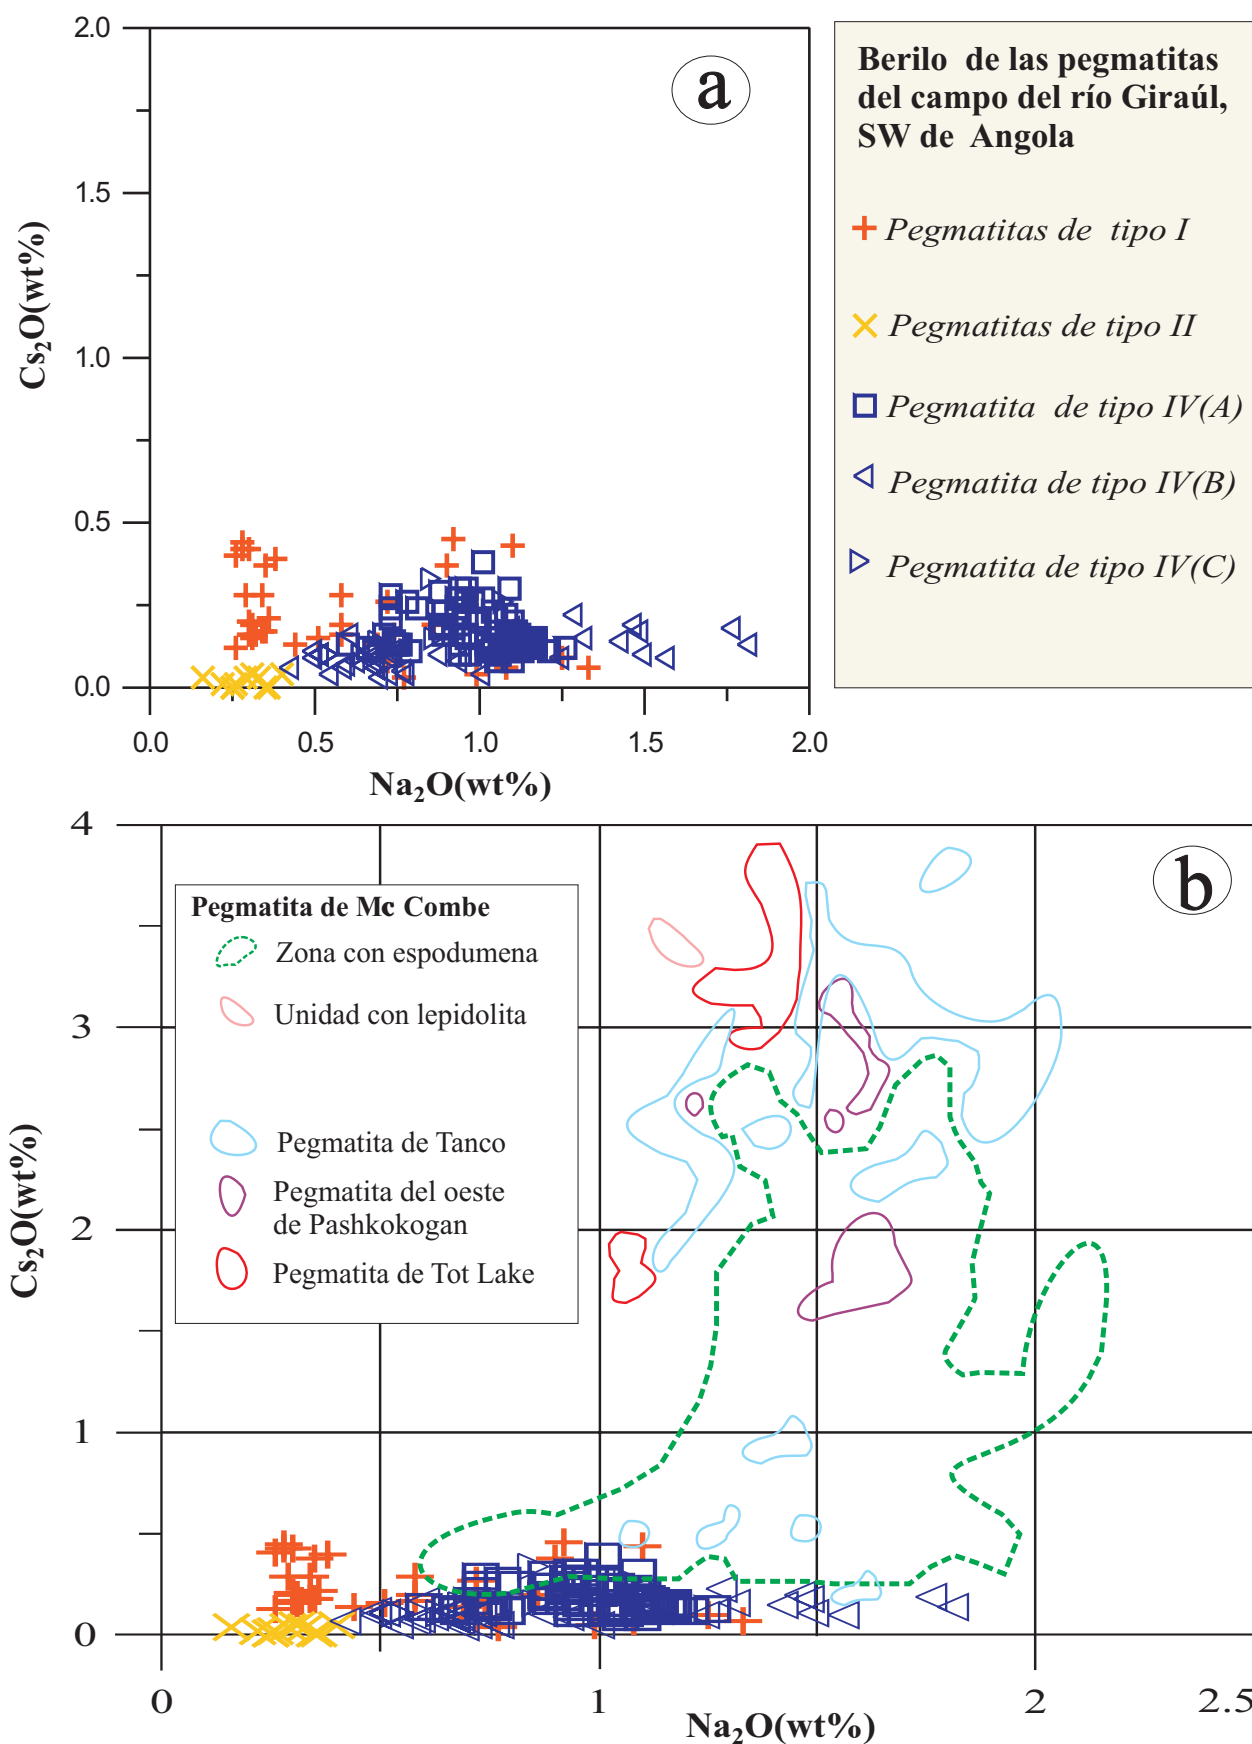 a
2.0
1.5
1.0
0.5
0.0
Cs₂O(wt%)
0.0 0.5 1.0 1.5 2.0
Na₂O(wt%)
Berilo de las pegmatitas
del campo del río Giraúl,
SW de Angola
Pegmatitas de tipo I
Pegmatitas de tipo II
Pegmatita de tipo IV(A)
Pegmatita de tipo IV(B)
Pegmatita de tipo IV(C)
b
4
3
2
1
0
Cs₂O(wt%)
Pegmatita de Mc Combe
Zona con espodumena
Unidad con lepidolita
Pegmatita de Tanco
Pegmatita del oeste
de Pashkokogan
Pegmatita de Tot Lake
0 1 2 2.5
Na₂O(wt%)